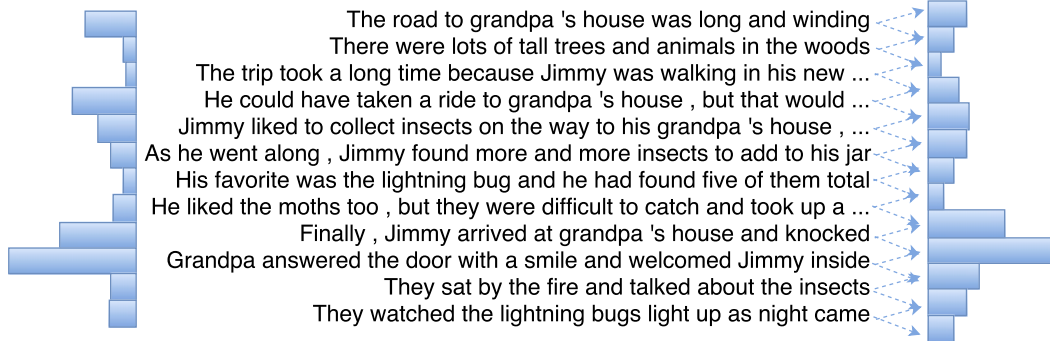 The road to grandpa 's house was long and winding
There were lots of tall trees and animals in the woods
The trip took a long time because Jimmy was walking in his new ...
He could have taken a ride to grandpa 's house , but that would ...
Jimmy liked to collect insects on the way to his grandpa 's house , ...
As he went along , Jimmy found more and more insects to add to his jar
His favorite was the lightning bug and he had found five of them total
He liked the moths too , but they were difficult to catch and took up a ...
Finally , Jimmy arrived at grandpa 's house and knocked
Grandpa answered the door with a smile and welcomed Jimmy inside
They sat by the fire and talked about the insects
They watched the lightning bugs light up as night came